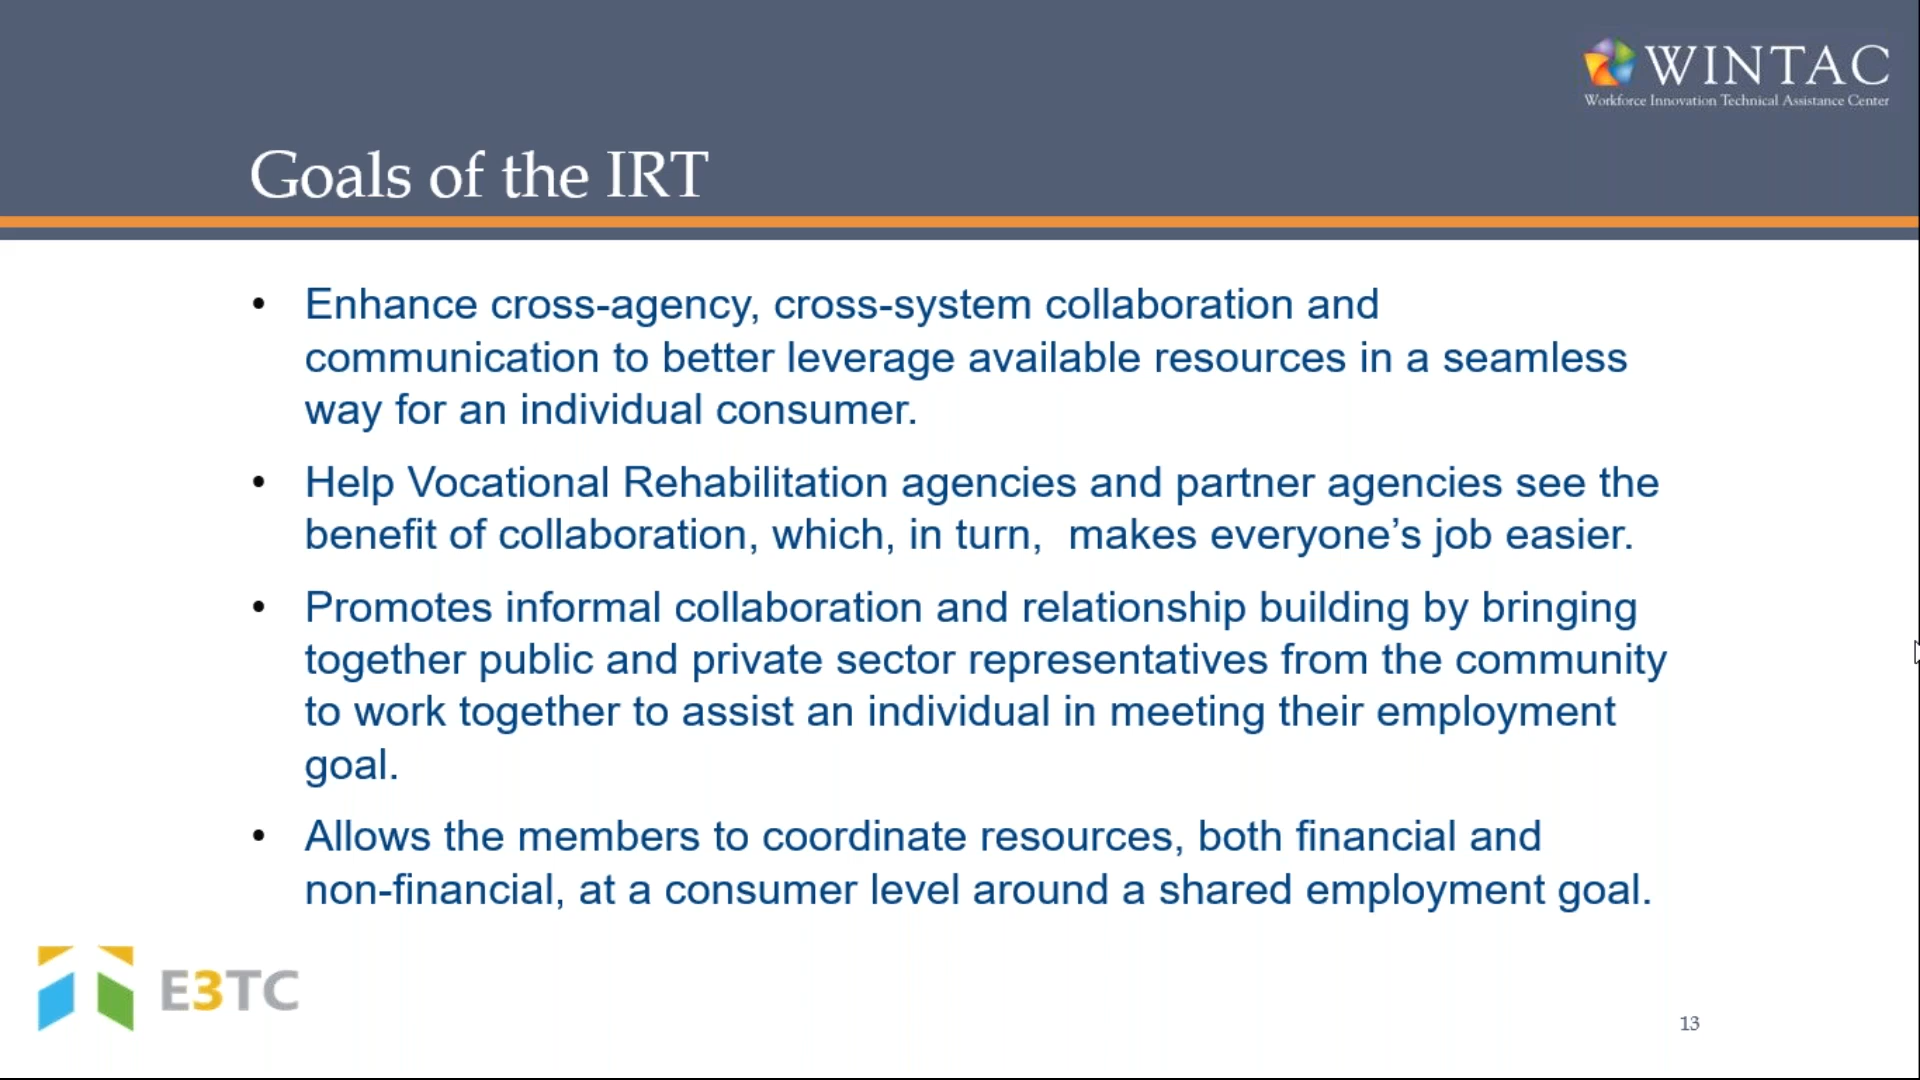 WINTAC
Workforce Innovation Technical Assistance Center
Goals of the IRT
• Enhance cross-agency, cross-system collaboration and
communication to better leverage available resources in a seamless
way for an individual consumer.
• Help Vocational Rehabilitation agencies and partner agencies see the
benefit of collaboration, which, in turn,  makes everyone’s job easier.
• Promotes informal collaboration and relationship building by bringing
together public and private sector representatives from the community
to work together to assist an individual in meeting their employment
goal.
• Allows the members to coordinate resources, both financial and
non-financial, at a consumer level around a shared employment goal.
E3TC
13